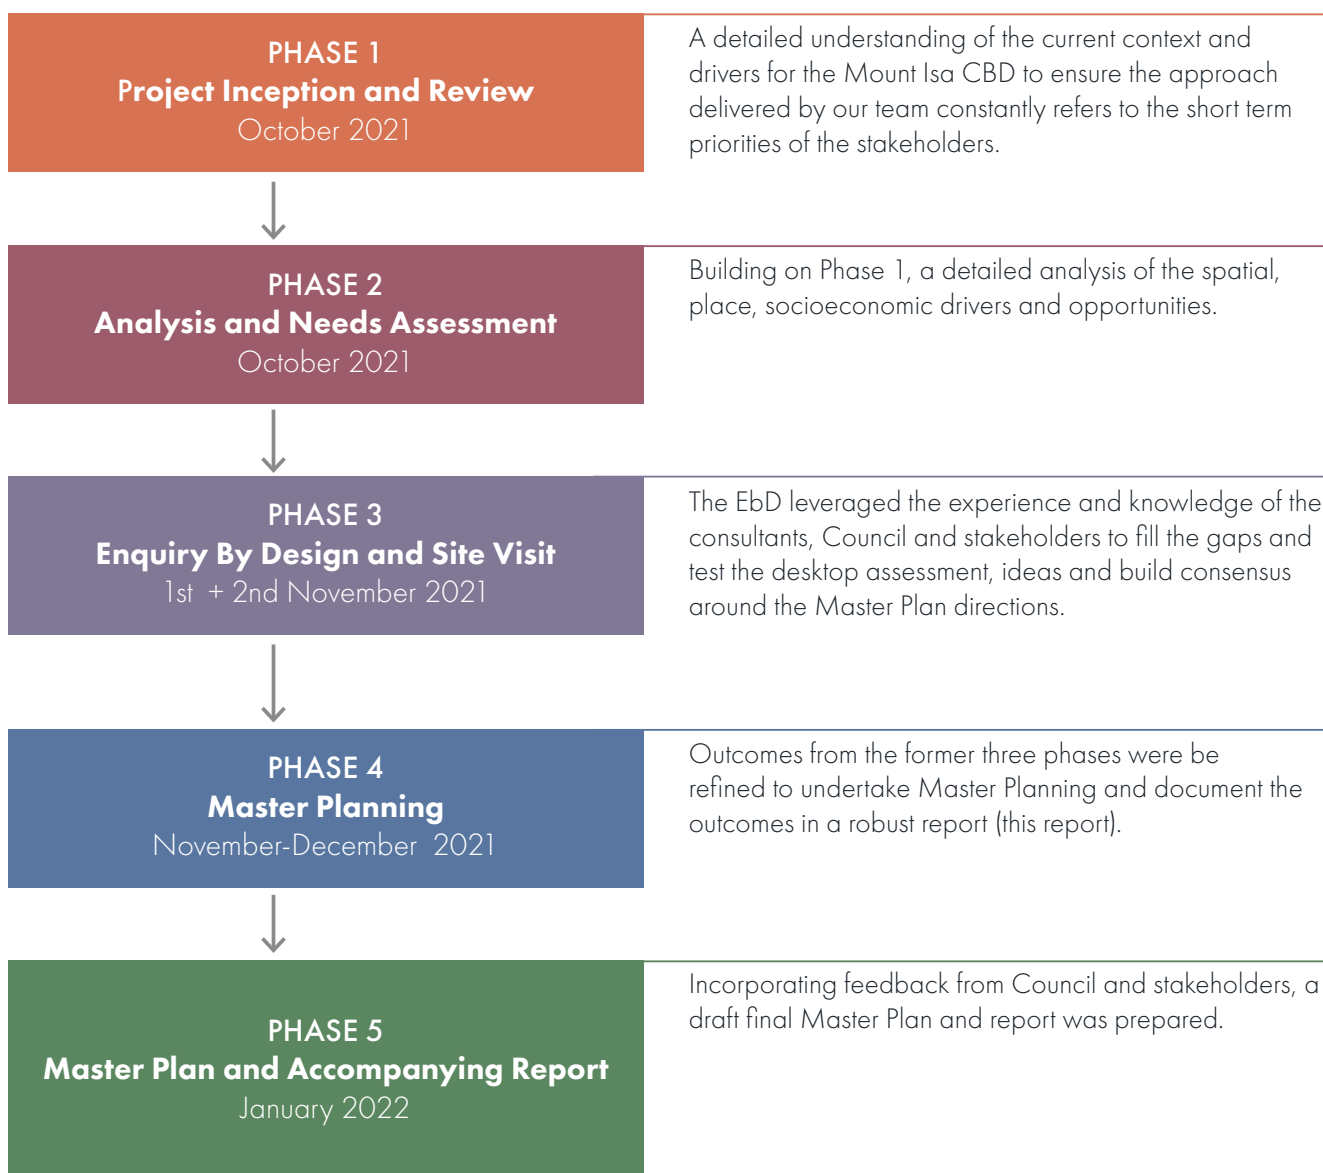 PHASE 1
Project Inception and Review
October 2021
A detailed understanding of the current context and
drivers for the Mount Isa CBD to ensure the approach
delivered by our team constantly refers to the short term
priorities of the stakeholders.
PHASE 2
Analysis and Needs Assessment
October 2021
Building on Phase 1, a detailed analysis of the spatial,
place, socioeconomic drivers and opportunities.
PHASE 3
Enquiry By Design and Site Visit
1st + 2nd November 2021
The EbD leveraged the experience and knowledge of the
consultants, Council and stakeholders to fill the gaps and
test the desktop assessment, ideas and build consensus
around the Master Plan directions.
PHASE 4
Master Planning
November-December 2021
Outcomes from the former three phases were be
refined to undertake Master Planning and document the
outcomes in a robust report (this report).
PHASE 5
Master Plan and Accompanying Report
January 2022
Incorporating feedback from Council and stakeholders, a
draft final Master Plan and report was prepared.